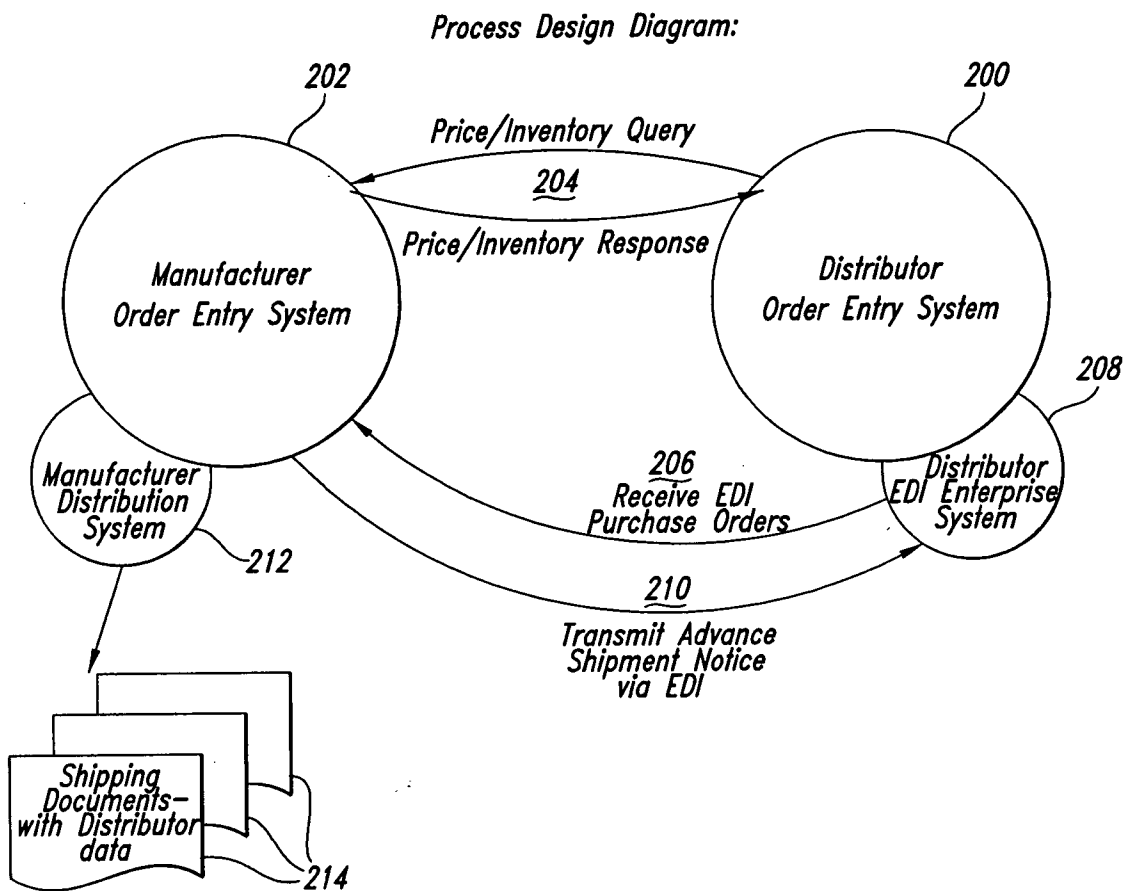 Process Design Diagram:
202
200
Price/Inventory Query
204
Price/Inventory Response
Manufacturer
Order Entry System
Distributor
Order Entry System
208
Manufacturer
Distribution
System
212
206
Receive EDI
Purchase Orders
Distributor
EDI Enterprise
System
210
Transmit Advance
Shipment Notice
via EDI
Shipping
Documents-
with Distributor
data
214